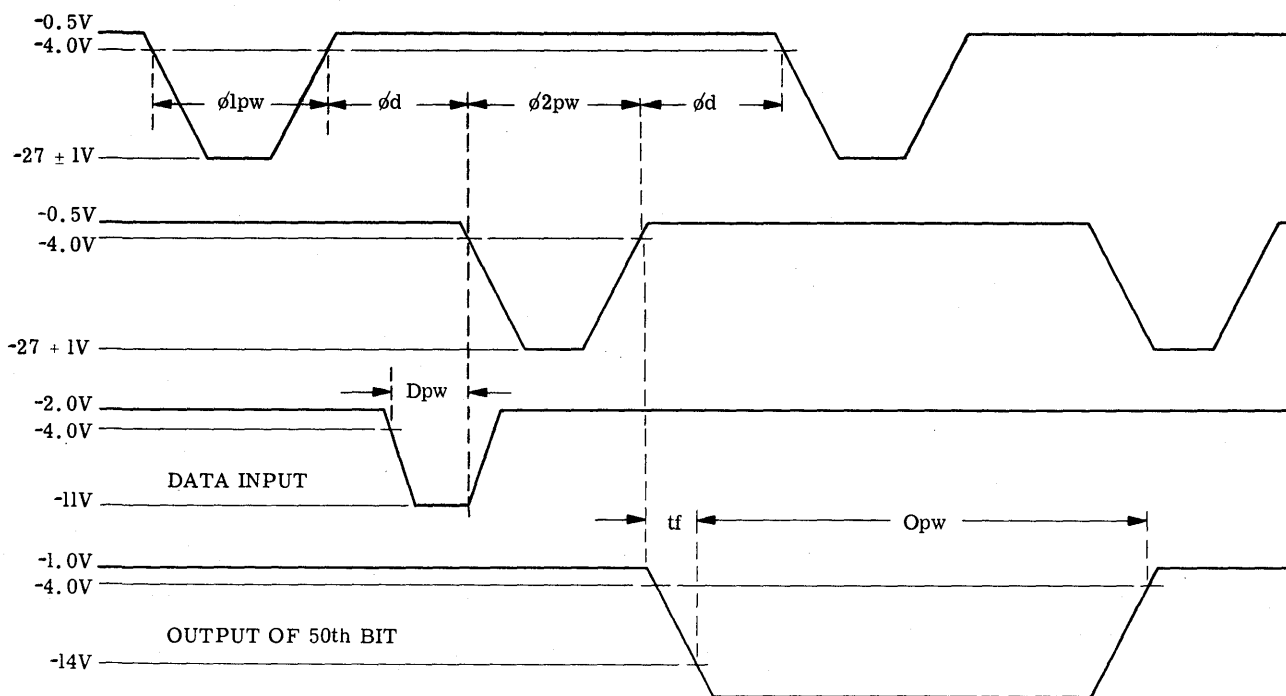 -0.5V
-4.0V
ø1pw
ød
ø2pw
ød
-27 ± 1V
-0.5V
-4.0V
-27 + 1V
Dpw
-2.0V
-4.0V
DATA INPUT
-11V
tf
Opw
-1.0V
-4.0V
OUTPUT OF 50th BIT
-14V